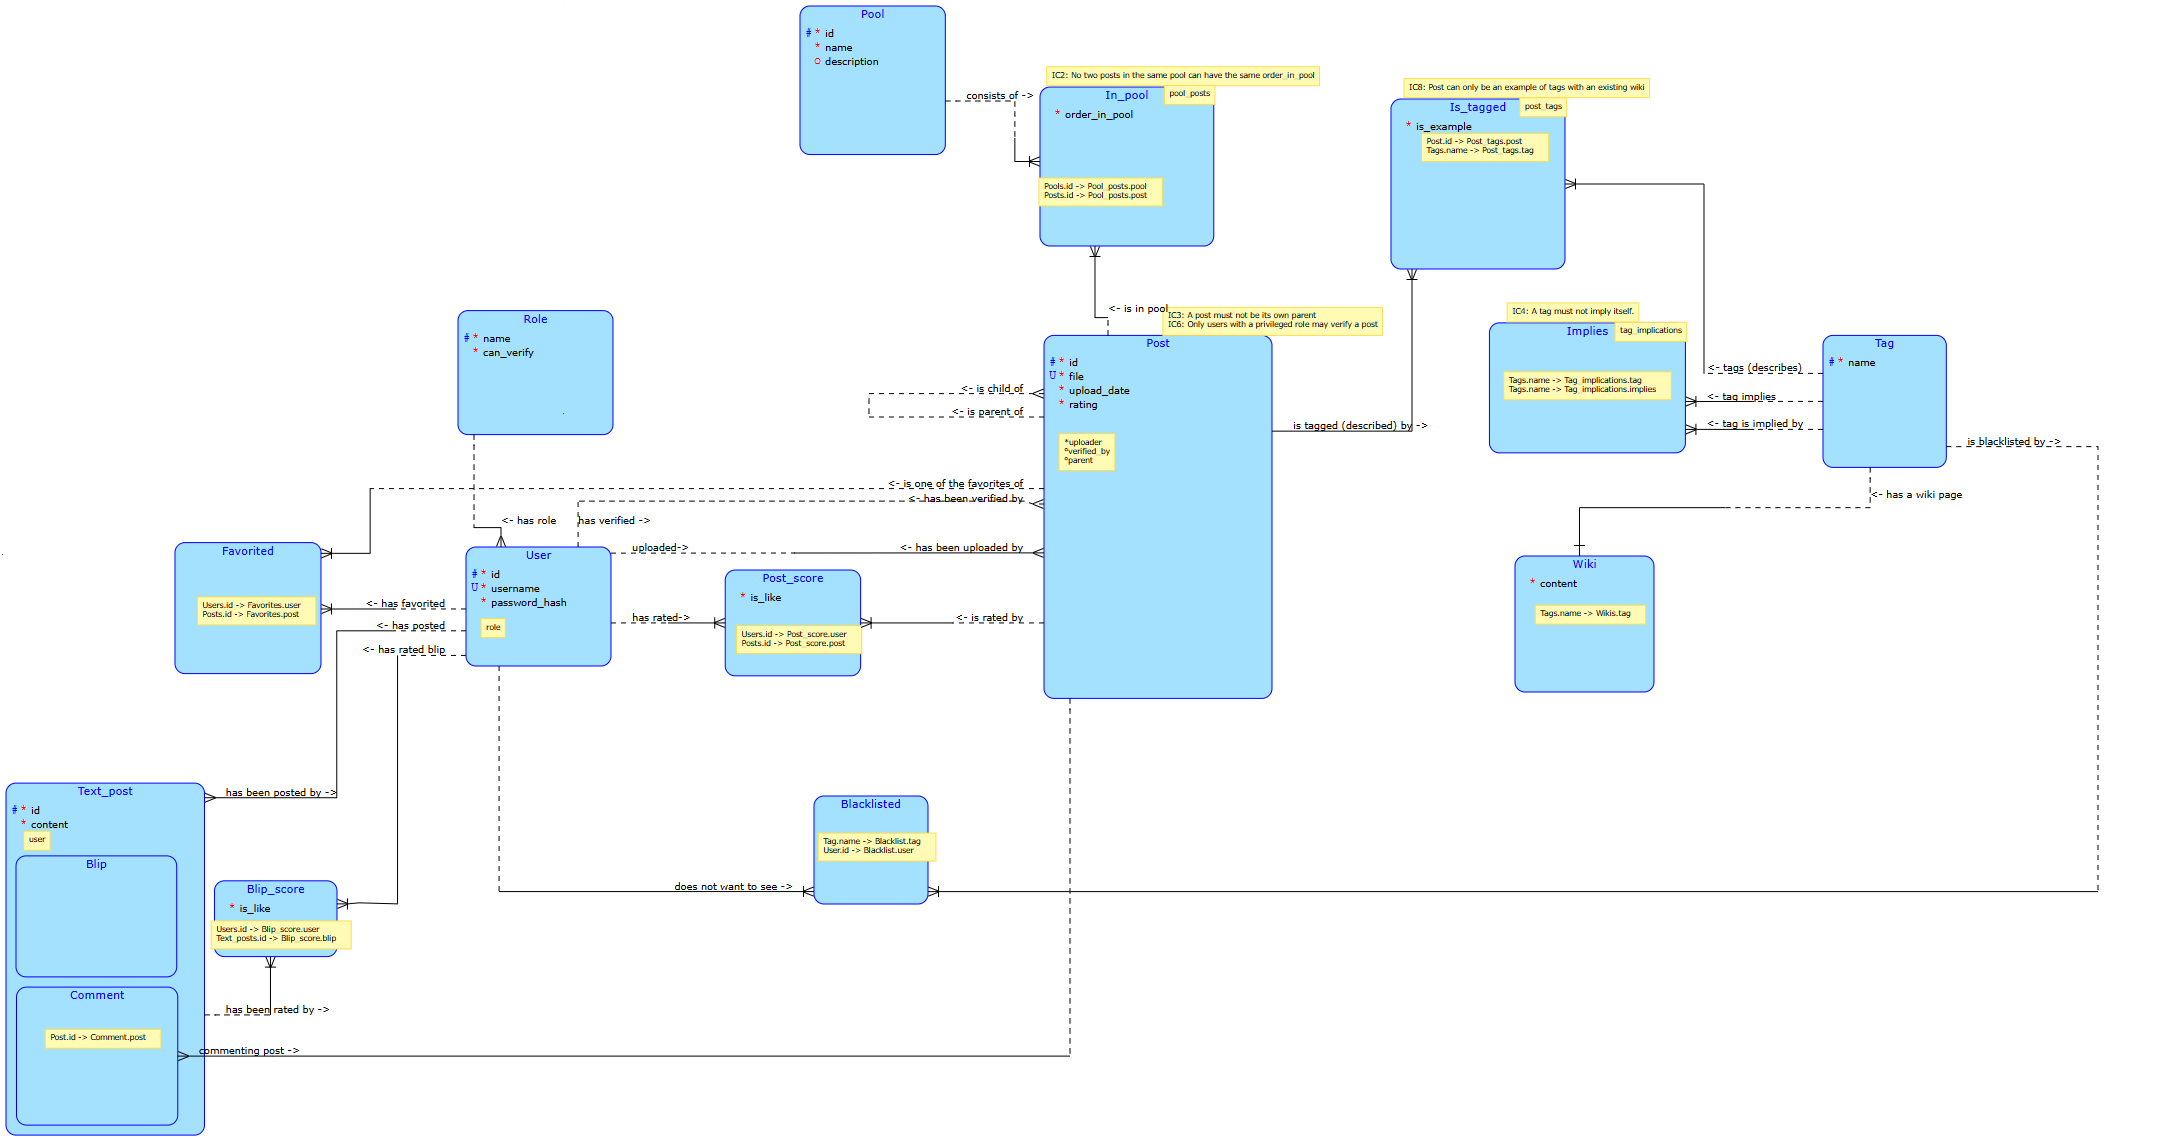 Pool
# * id
* name
o description
consists of ->
IC2: No two posts in the same pool can have the same order_in_pool
In_pool
pool_posts
* order_in_pool
Pools.id -> Pool_posts.pool
Posts.id -> Pool_posts.post
IC8: Post can only be an example of tags with an existing wiki
Is_tagged
post_tags
* is_example
Post.id -> Post_tags.post
Tags.name -> Post_tags.tag
<- is in pool
IC3: A post must not be its own parent
IC6: Only users with a privileged role may verify a post
Role
# * name
* can_verify
Post
# * id
U * file
* upload_date
* rating
*uploader
°verified_by
°parent
<- is child of
<- is parent of
is tagged (described) by ->
IC4: A tag must not imply itself.
Implies
tag_implications
Tags.name -> Tag_implications.tag
Tags.name -> Tag_implications.implies
Tag
# * name
<- tags (describes)
<- tag implies
<- tag is implied by
is blacklisted by ->
<- has a wiki page
<- is one of the favorites of
<- has been verified by
<- has role
has verified ->
Favorited
Users.id -> Favorites.user
Posts.id -> Favorites.post
User
# * id
U * username
* password_hash
role
uploaded->
<- has been uploaded by
Post_score
* is_like
Users.id -> Post_score.user
Posts.id -> Post_score.post
has rated->
<- is rated by
Wiki
* content
Tags.name -> Wikis.tag
<- has favorited
<- has posted
<- has rated blip
Text_post
# * id
* content
user
has been posted by ->
Blip
Blip_score
* is_like
Users.id -> Blip_score.user
Text_posts.id -> Blip_score.blip
Blacklisted
Tag.name -> Blacklist.tag
User.id -> Blacklist.user
does not want to see ->
Comment
Post.id -> Comment.post
has been rated by ->
commenting post ->